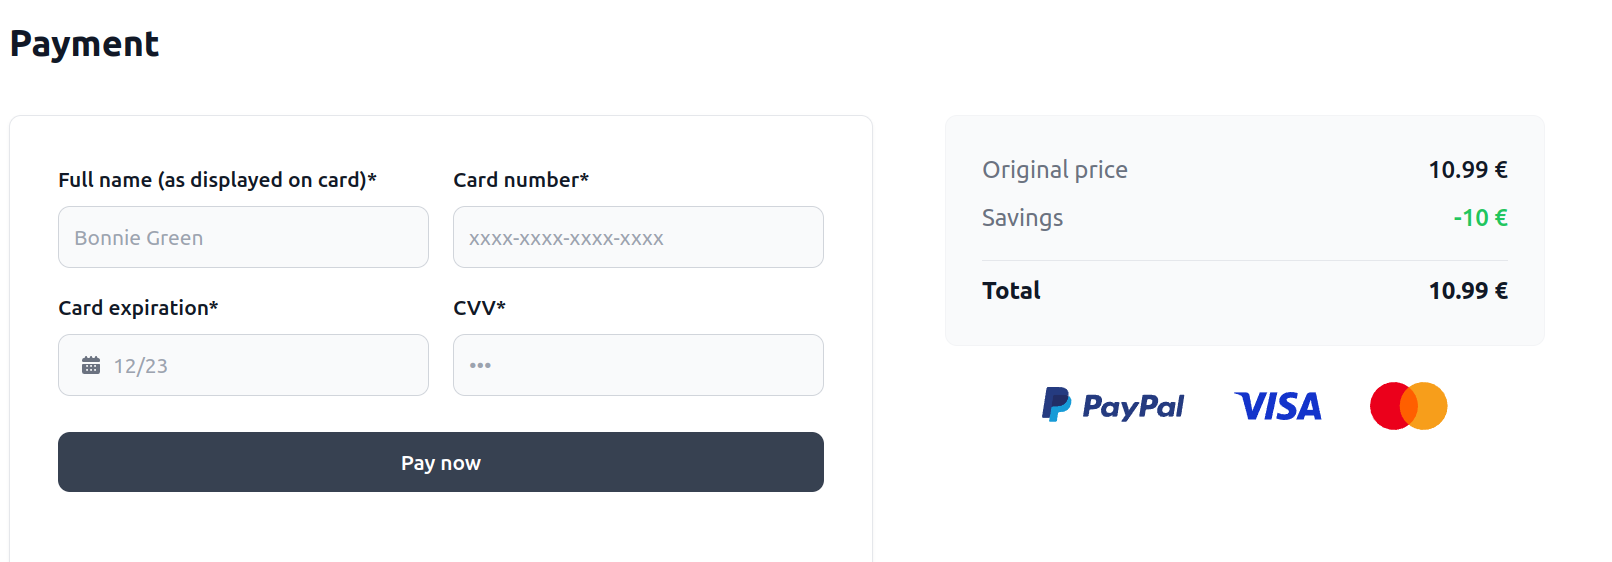 Payment
Full name (as displayed on card)*
Card number*
Bonnie Green
xxxx-xxxx-xxxx-xxxx
Card expiration*
CVV*
12/23
•••
Pay now
Original price 10.99 €
Savings -10 €
Total 10.99 €
PayPal
VISA